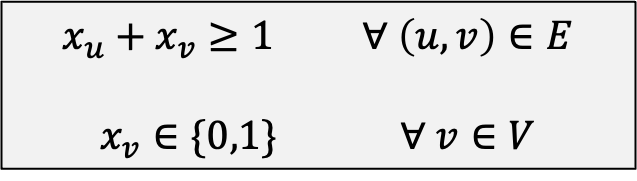 x_u + x_v ≥ 1 ∀ (u, v) ∈ E
x_v ∈ {0,1} ∀ v ∈ V